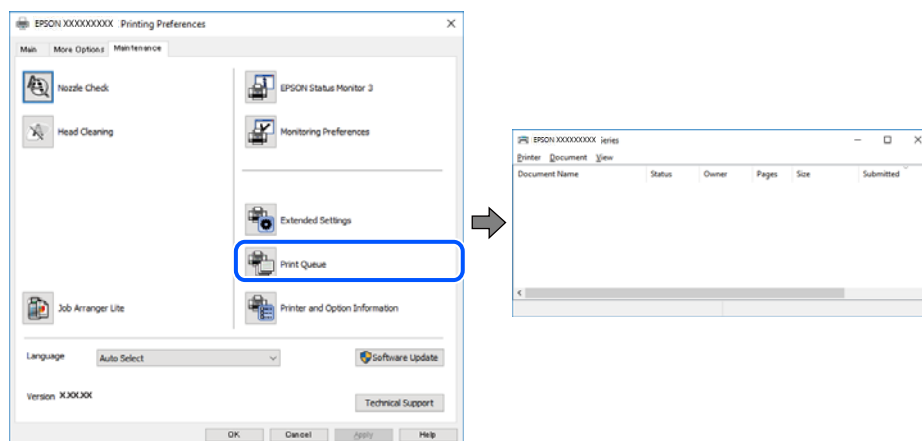 EPSON XXXXXXXXX Printing Preferences
Main More Options Maintenance
Nozzle Check
Head Cleaning
Job Arranger Lite
EPSON Status Monitor 3
Monitoring Preferences
Extended Settings
Print Queue
Printer and Option Information
Language Auto Select
Software Update
Version X.XX.XX
Technical Support
OK Cancel Apply Help
EPSON XXXXXXXXX ieries
Printer Document View
Document Name Status Owner Pages Size Submitted